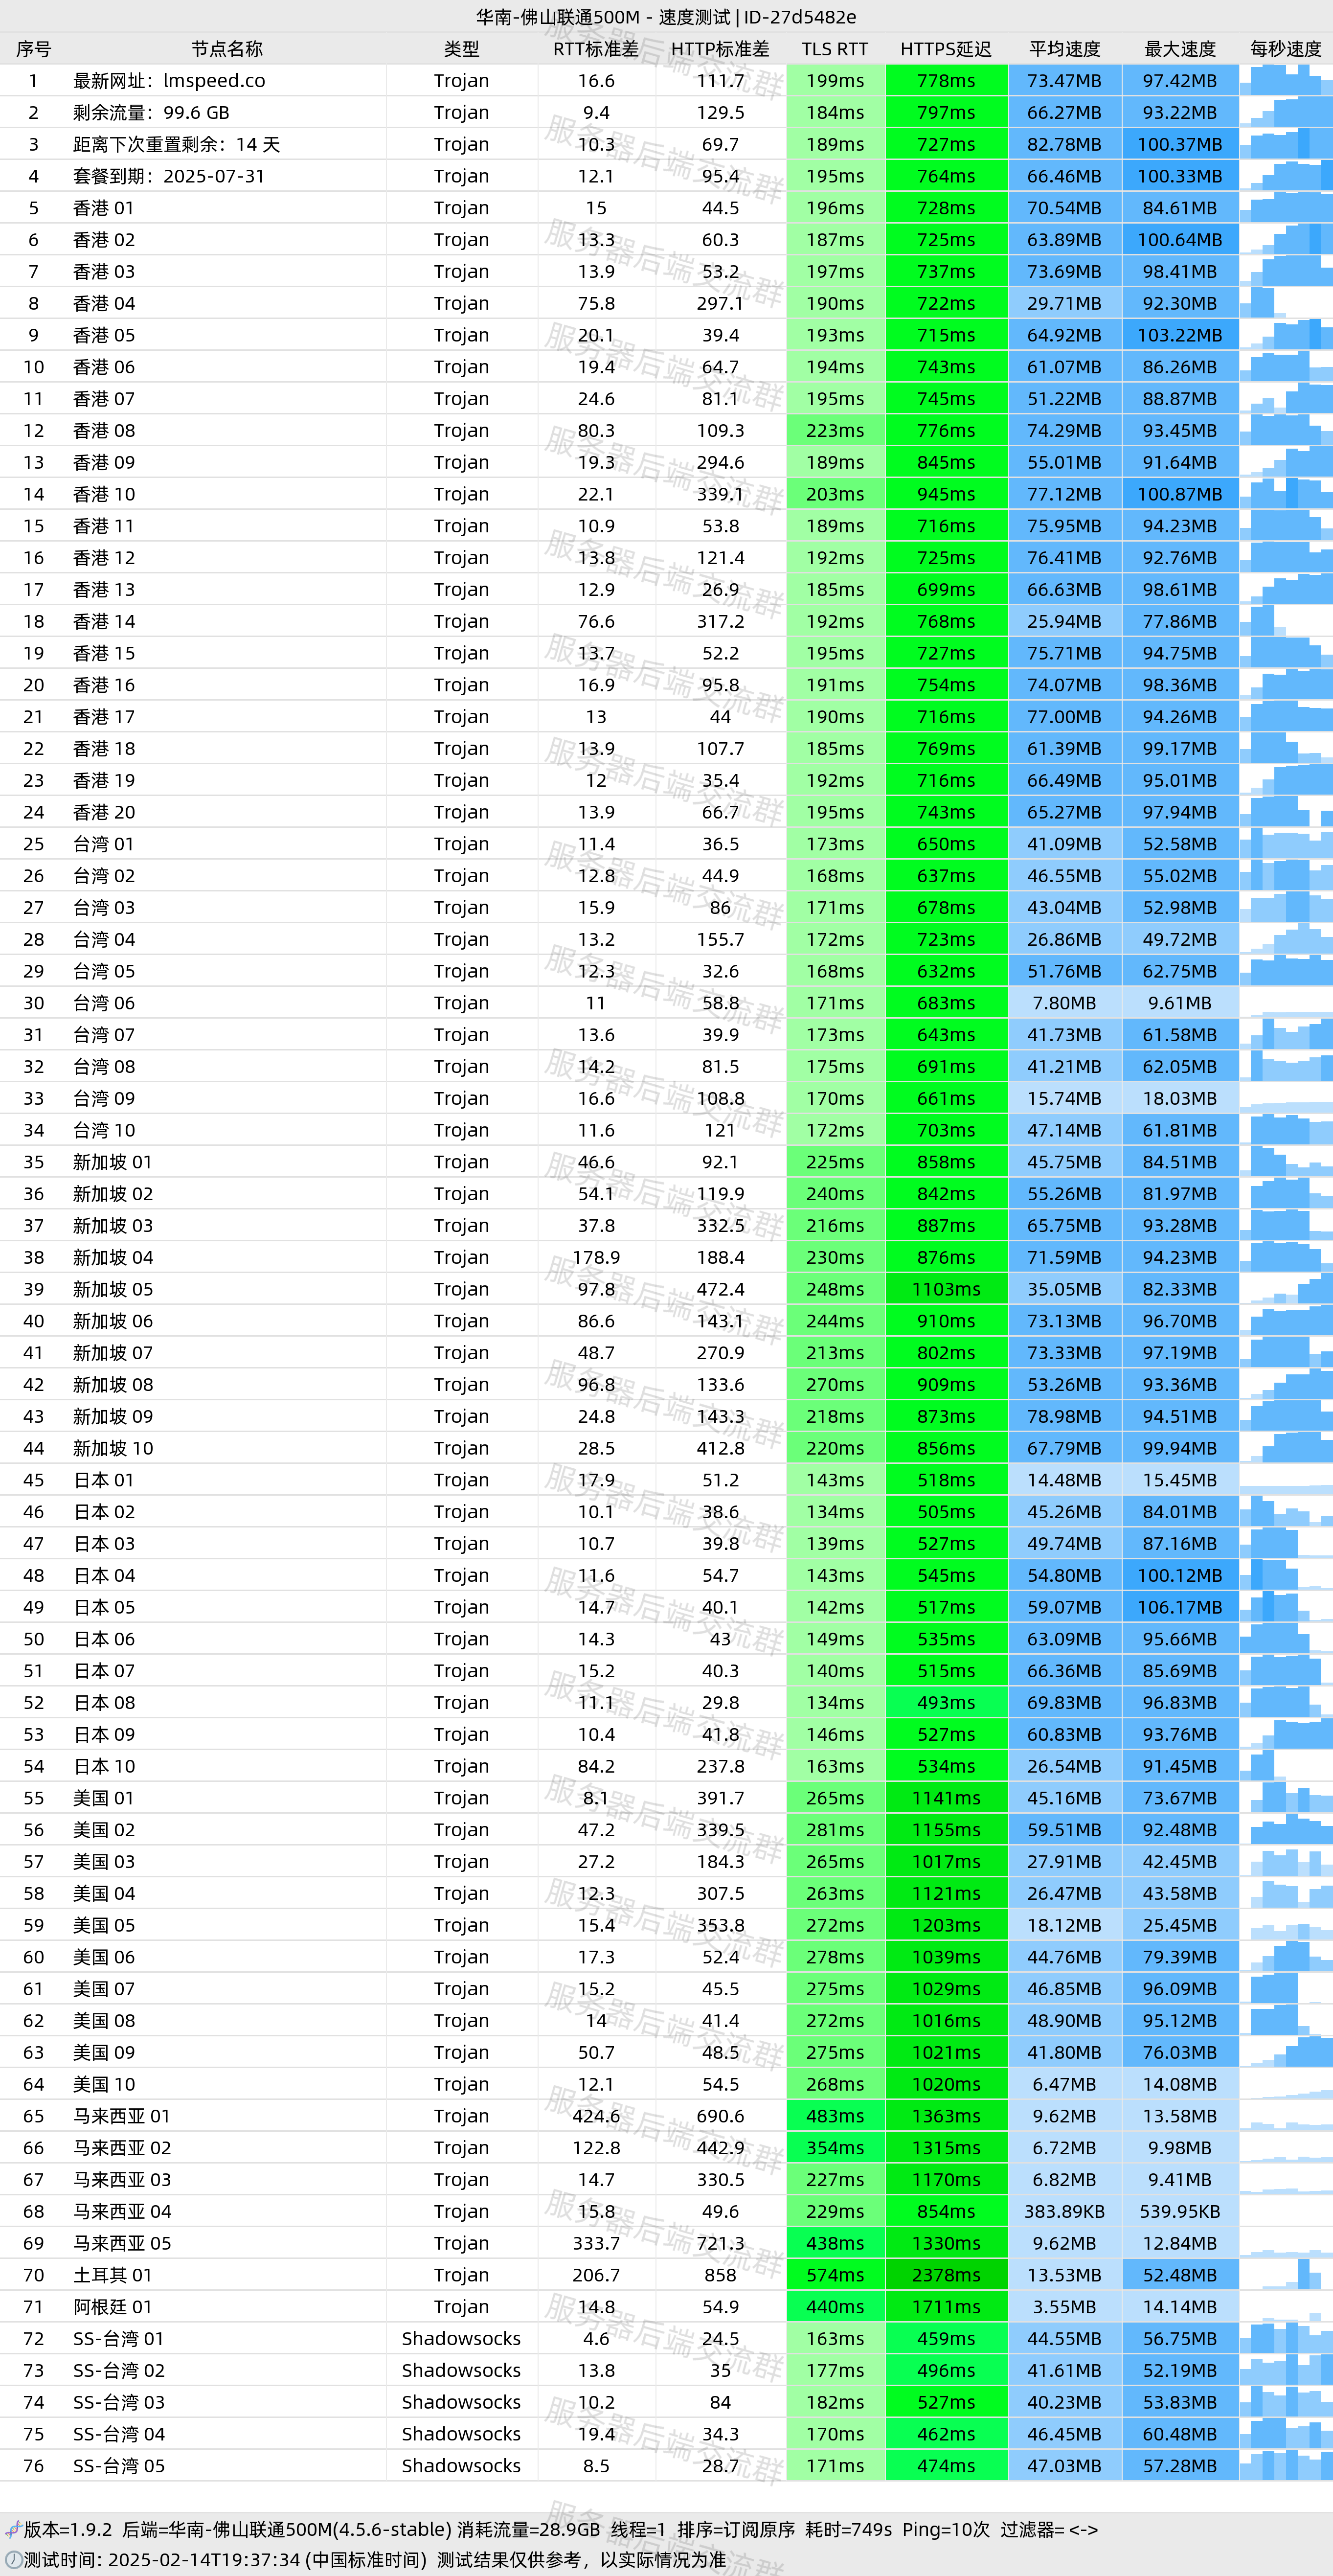 华南-佛山联通500M - 速度测试 | ID-27d5482e
序号 节点名称 类型 RTT标准差 HTTP标准差 TLS RTT HTTPS延迟 平均速度 最大速度 每秒速度
1 最新网址：lmspeed.co Trojan 16.6 111.7 199ms 778ms 73.47MB 97.42MB
2 剩余流量：99.6 GB Trojan 9.4 129.5 184ms 797ms 66.27MB 93.22MB
3 距离下次重置剩余：14 天 Trojan 10.3 69.7 189ms 727ms 82.78MB 100.37MB
4 套餐到期：2025-07-31 Trojan 12.1 95.4 195ms 764ms 66.46MB 100.33MB
5 香港 01 Trojan 15 44.5 196ms 728ms 70.54MB 84.61MB
6 香港 02 Trojan 13.3 60.3 187ms 725ms 63.89MB 100.64MB
7 香港 03 Trojan 13.9 53.2 197ms 737ms 73.69MB 98.41MB
8 香港 04 Trojan 75.8 297.1 190ms 722ms 29.71MB 92.30MB
9 香港 05 Trojan 20.1 39.4 193ms 715ms 64.92MB 103.22MB
10 香港 06 Trojan 19.4 64.7 194ms 743ms 61.07MB 86.26MB
11 香港 07 Trojan 24.6 81.1 195ms 745ms 51.22MB 88.87MB
12 香港 08 Trojan 80.3 109.3 223ms 776ms 74.29MB 93.45MB
13 香港 09 Trojan 19.3 294.6 189ms 845ms 55.01MB 91.64MB
14 香港 10 Trojan 22.1 339.1 203ms 945ms 77.12MB 100.87MB
15 香港 11 Trojan 10.9 53.8 189ms 716ms 75.95MB 94.23MB
16 香港 12 Trojan 13.8 121.4 192ms 725ms 76.41MB 92.76MB
17 香港 13 Trojan 12.9 26.9 185ms 699ms 66.63MB 98.61MB
18 香港 14 Trojan 76.6 317.2 192ms 768ms 25.94MB 77.86MB
19 香港 15 Trojan 13.7 52.2 195ms 727ms 75.71MB 94.75MB
20 香港 16 Trojan 16.9 95.8 191ms 754ms 74.07MB 98.36MB
21 香港 17 Trojan 13 44 190ms 716ms 77.00MB 94.26MB
22 香港 18 Trojan 13.9 107.7 185ms 769ms 61.39MB 99.17MB
23 香港 19 Trojan 12 35.4 192ms 716ms 66.49MB 95.01MB
24 香港 20 Trojan 13.9 66.7 195ms 743ms 65.27MB 97.94MB
25 台湾 01 Trojan 11.4 36.5 173ms 650ms 41.09MB 52.58MB
26 台湾 02 Trojan 12.8 44.9 168ms 637ms 46.55MB 55.02MB
27 台湾 03 Trojan 15.9 86 171ms 678ms 43.04MB 52.98MB
28 台湾 04 Trojan 13.2 155.7 172ms 723ms 26.86MB 49.72MB
29 台湾 05 Trojan 12.3 32.6 168ms 632ms 51.76MB 62.75MB
30 台湾 06 Trojan 11 58.8 171ms 683ms 7.80MB 9.61MB
31 台湾 07 Trojan 13.6 39.9 173ms 643ms 41.73MB 61.58MB
32 台湾 08 Trojan 14.2 81.5 175ms 691ms 41.21MB 62.05MB
33 台湾 09 Trojan 16.6 108.8 170ms 661ms 15.74MB 18.03MB
34 台湾 10 Trojan 11.6 121 172ms 703ms 47.14MB 61.81MB
35 新加坡 01 Trojan 46.6 92.1 225ms 858ms 45.75MB 84.51MB
36 新加坡 02 Trojan 54.1 119.9 240ms 842ms 55.26MB 81.97MB
37 新加坡 03 Trojan 37.8 332.5 216ms 887ms 65.75MB 93.28MB
38 新加坡 04 Trojan 178.9 188.4 230ms 876ms 71.59MB 94.23MB
39 新加坡 05 Trojan 97.8 472.4 248ms 1103ms 35.05MB 82.33MB
40 新加坡 06 Trojan 86.6 143.1 244ms 910ms 73.13MB 96.70MB
41 新加坡 07 Trojan 48.7 270.9 213ms 802ms 73.33MB 97.19MB
42 新加坡 08 Trojan 96.8 133.6 270ms 909ms 53.26MB 93.36MB
43 新加坡 09 Trojan 24.8 143.3 218ms 873ms 78.98MB 94.51MB
44 新加坡 10 Trojan 28.5 412.8 220ms 856ms 67.79MB 99.94MB
45 日本 01 Trojan 17.9 51.2 143ms 518ms 14.48MB 15.45MB
46 日本 02 Trojan 10.1 38.6 134ms 505ms 45.26MB 84.01MB
47 日本 03 Trojan 10.7 39.8 139ms 527ms 49.74MB 87.16MB
48 日本 04 Trojan 11.6 54.7 143ms 545ms 54.80MB 100.12MB
49 日本 05 Trojan 14.7 40.1 142ms 517ms 59.07MB 106.17MB
50 日本 06 Trojan 14.3 43 149ms 535ms 63.09MB 95.66MB
51 日本 07 Trojan 15.2 40.3 140ms 515ms 66.36MB 85.69MB
52 日本 08 Trojan 11.1 29.8 134ms 493ms 69.83MB 96.83MB
53 日本 09 Trojan 10.4 41.8 146ms 527ms 60.83MB 93.76MB
54 日本 10 Trojan 84.2 237.8 163ms 534ms 26.54MB 91.45MB
55 美国 01 Trojan 8.1 391.7 265ms 1141ms 45.16MB 73.67MB
56 美国 02 Trojan 47.2 339.5 281ms 1155ms 59.51MB 92.48MB
57 美国 03 Trojan 27.2 184.3 265ms 1017ms 27.91MB 42.45MB
58 美国 04 Trojan 12.3 307.5 263ms 1121ms 26.47MB 43.58MB
59 美国 05 Trojan 15.4 353.8 272ms 1203ms 18.12MB 25.45MB
60 美国 06 Trojan 17.3 52.4 278ms 1039ms 44.76MB 79.39MB
61 美国 07 Trojan 15.2 45.5 275ms 1029ms 46.85MB 96.09MB
62 美国 08 Trojan 14 41.4 272ms 1016ms 48.90MB 95.12MB
63 美国 09 Trojan 50.7 48.5 275ms 1021ms 41.80MB 76.03MB
64 美国 10 Trojan 12.1 54.5 268ms 1020ms 6.47MB 14.08MB
65 马来西亚 01 Trojan 424.6 690.6 483ms 1363ms 9.62MB 13.58MB
66 马来西亚 02 Trojan 122.8 442.9 354ms 1315ms 6.72MB 9.98MB
67 马来西亚 03 Trojan 14.7 330.5 227ms 1170ms 6.82MB 9.41MB
68 马来西亚 04 Trojan 15.8 49.6 229ms 854ms 383.89KB 539.95KB
69 马来西亚 05 Trojan 333.7 721.3 438ms 1330ms 9.62MB 12.84MB
70 土耳其 01 Trojan 206.7 858 574ms 2378ms 13.53MB 52.48MB
71 阿根廷 01 Trojan 14.8 54.9 440ms 1711ms 3.55MB 14.14MB
72 SS-台湾 01 Shadowsocks 4.6 24.5 163ms 459ms 44.55MB 56.75MB
73 SS-台湾 02 Shadowsocks 13.8 35 177ms 496ms 41.61MB 52.19MB
74 SS-台湾 03 Shadowsocks 10.2 84 182ms 527ms 40.23MB 53.83MB
75 SS-台湾 04 Shadowsocks 19.4 34.3 170ms 462ms 46.45MB 60.48MB
76 SS-台湾 05 Shadowsocks 8.5 28.7 171ms 474ms 47.03MB 57.28MB
版本=1.9.2 后端=华南-佛山联通500M(4.5.6-stable) 消耗流量=28.9GB 线程=1 排序=订阅原序 耗时=749s Ping=10次 过滤器= <->
测试时间: 2025-02-14T19:37:34 (中国标准时间) 测试结果仅供参考，以实际情况为准
服务器后端交流群